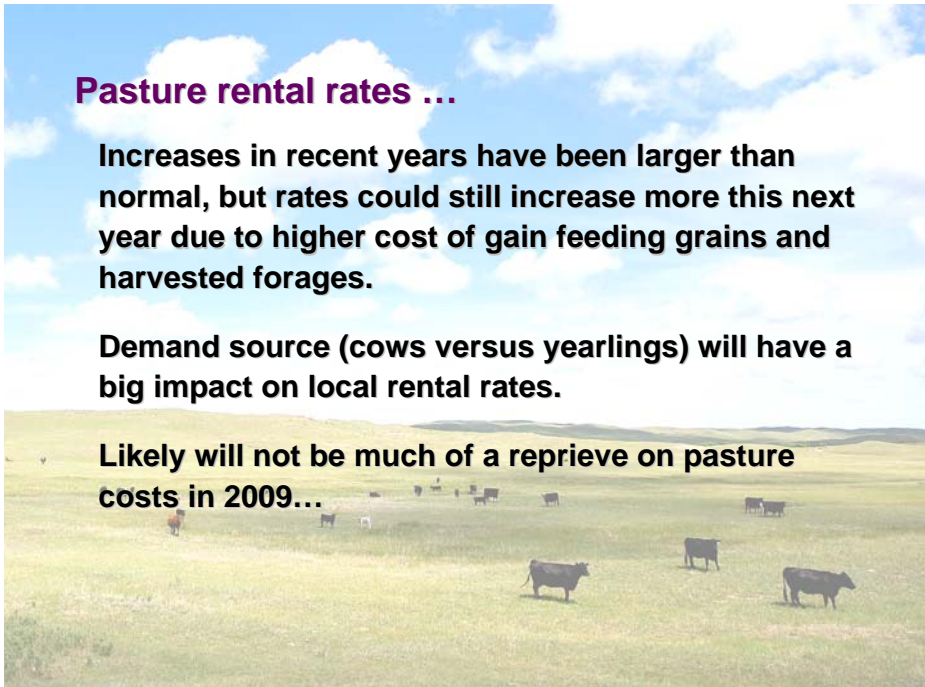 Pasture rental rates …
Increases in recent years have been larger than
normal, but rates could still increase more this next
year due to higher cost of gain feeding grains and
harvested forages.
Demand source (cows versus yearlings) will have a
big impact on local rental rates.
Likely will not be much of a reprieve on pasture
costs in 2009…